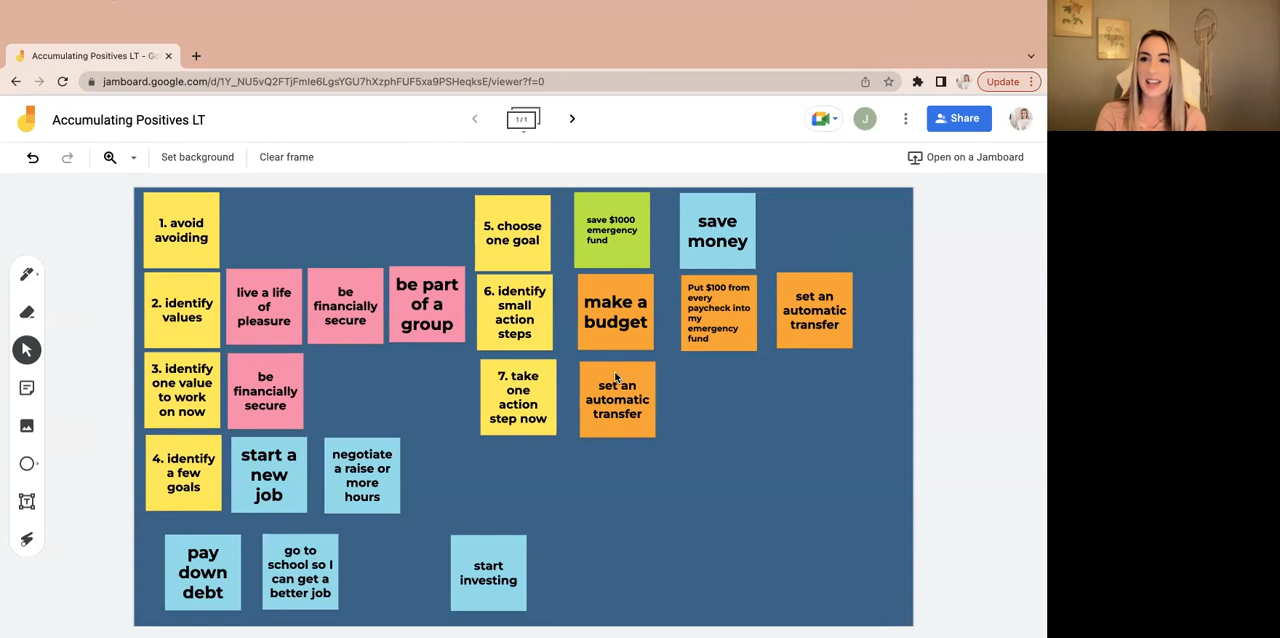 Accumulating Positives LT - Go
jamboard.google.com/d/1Y_NU5vQ2FTjFmIe6LgsYGU7hXzphFUF5xa9PSHeqksE/viewer?f=0
Update
Accumulating Positives LT
1/1
J
Share
Set background
Clear frame
Open on a Jamboard
1. avoid
avoiding
2. identify
values
live a life
of
pleasure
be
financially
secure
be part
of a
group
3. identify
one value
to work
on now
be
financially
secure
4. identify
a few
goals
start a
new
job
negotiate
a raise or
more
hours
pay
down
debt
go to
school so I
can get a
better job
start
investing
5. choose
one goal
save $1000
emergency
fund
save
money
6. identify
small
action
steps
make a
budget
Put $100 from
every
paycheck into
my
emergency
fund
set an
automatic
transfer
7. take
one
action
step now
set an
automatic
transfer